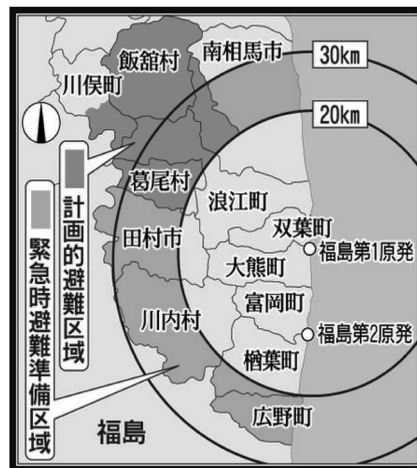 飯舘村
南相馬市
30km
川俣町
20km
葛尾村
浪江町
双葉町
福島第1原発
田村市
大熊町
富岡町
川内村
福島第2原発
楢葉町
広野町
福島
計画的避難区域
緊急時避難準備区域